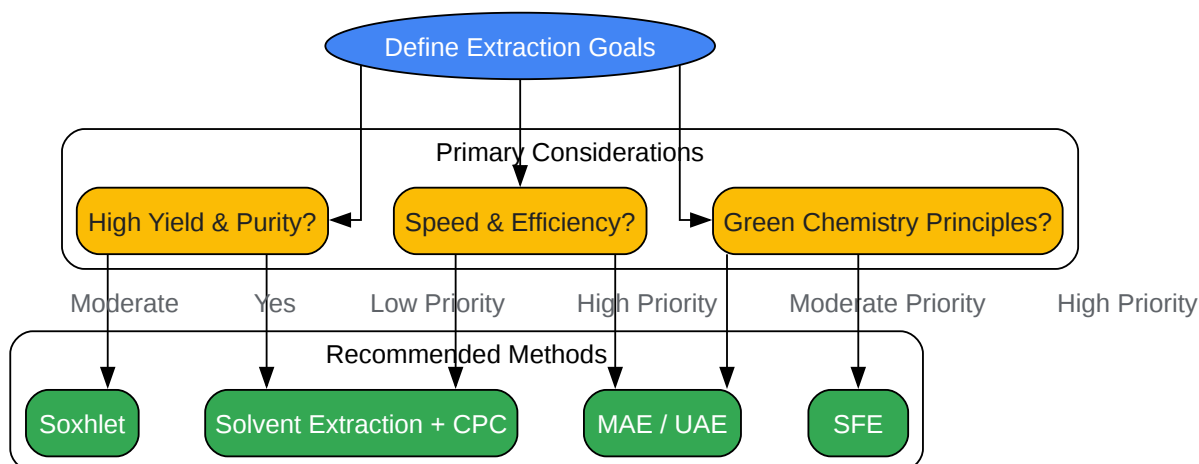 Define Extraction Goals
Primary Considerations
High Yield & Purity?
Speed & Efficiency?
Green Chemistry Principles?
Moderate
Yes
Low Priority
High Priority
Moderate Priority
High Priority
Recommended Methods
Soxhlet
Solvent Extraction + CPC
MAE / UAE
SFE